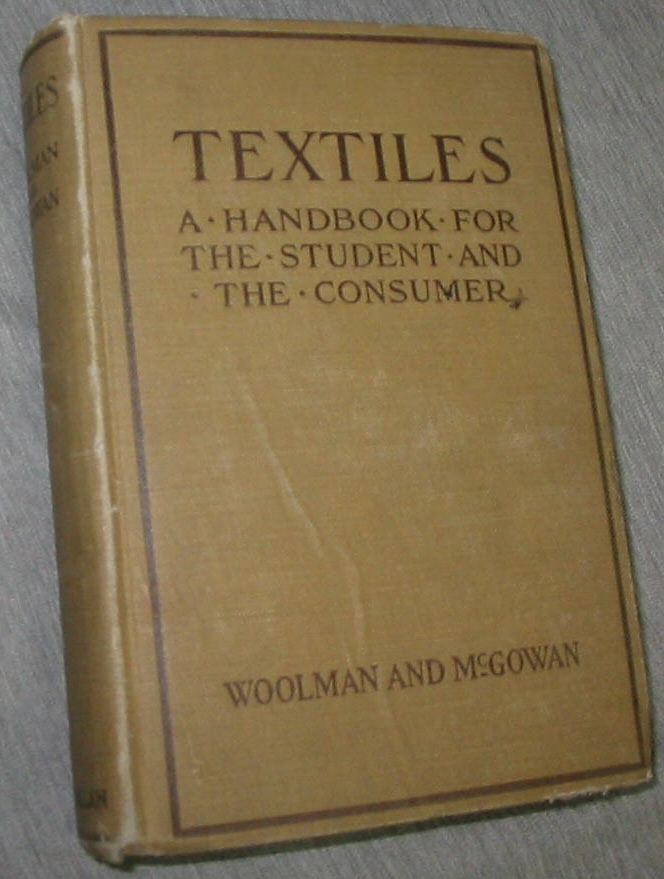 TEXTILES
A · HANDBOOK · FOR
THE · STUDENT · AND
· THE · CONSUMER ·
WOOLMAN AND McGOWAN